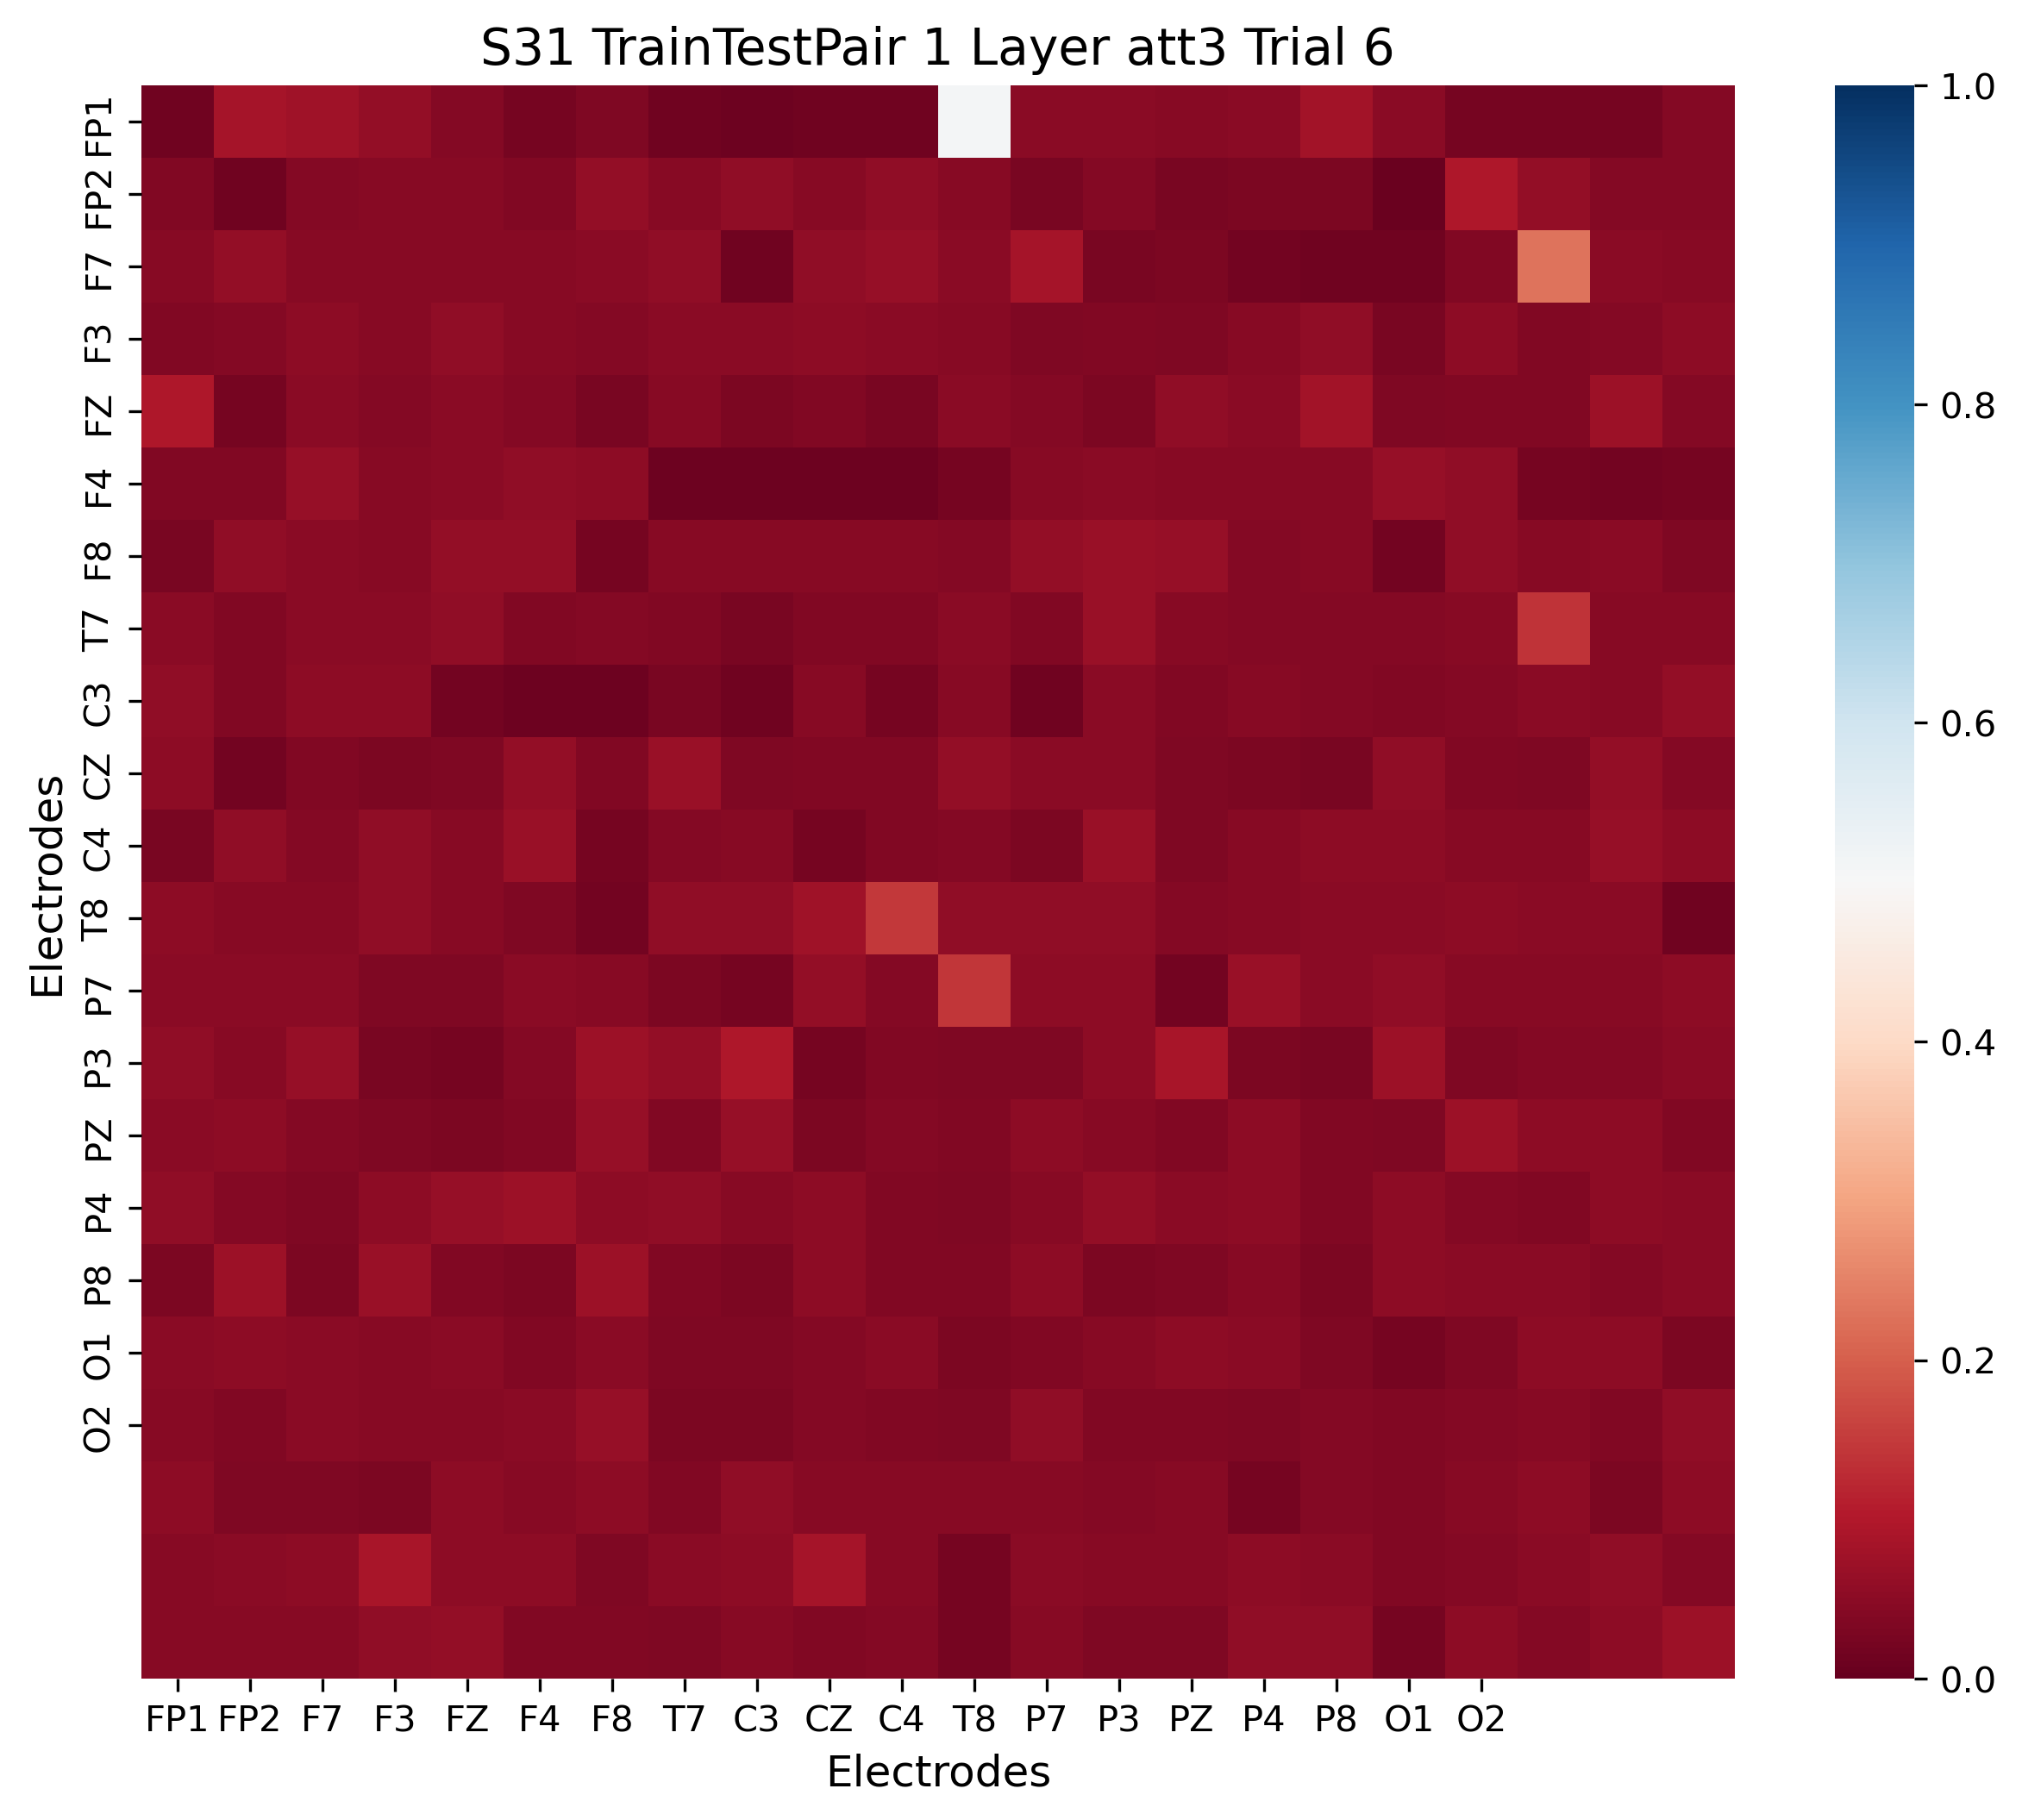 S31 TrainTestPair 1 Layer att3 Trial 6
Electrodes
FP1
FP2
F7
F3
FZ
F4
F8
T7
C3
CZ
C4
T8
P7
P3
PZ
P4
P8
O1
O2
FP1 FP2 F7 F3 FZ F4 F8 T7 C3 CZ C4 T8 P7 P3 PZ P4 P8 O1 O2
Electrodes
1.0
0.8
0.6
0.4
0.2
0.0